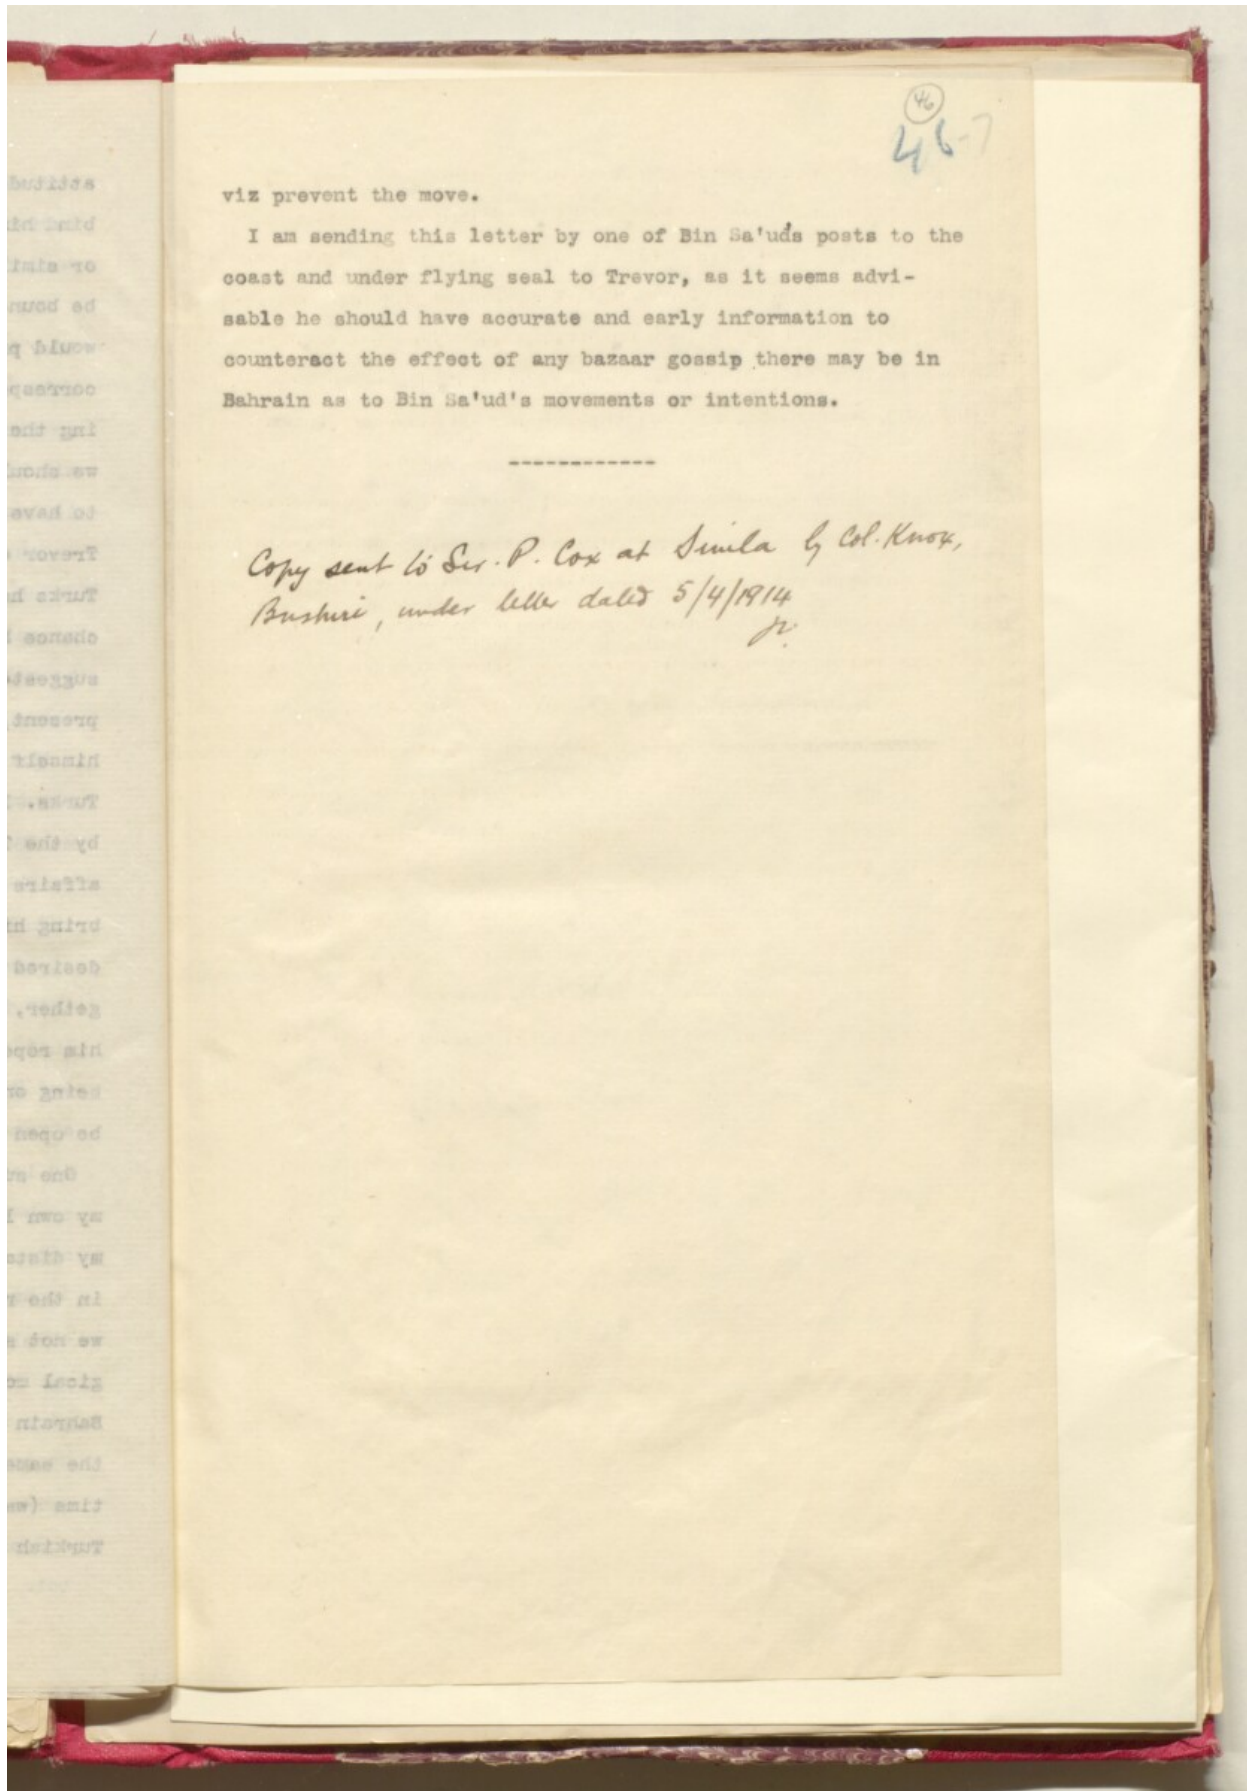 46
46-7
viz prevent the move.
I am sending this letter by one of Bin Sa'uds posts to the
coast and under flying seal to Trevor, as it seems advi-
sable he should have accurate and early information to
counteract the effect of any bazaar gossip there may be in
Bahrain as to Bin Sa'ud's movements or intentions.
------------
Copy sent to Sir. P. Cox at Simla by Col. Knox,
Bushire, under letter dated 5/4/1914